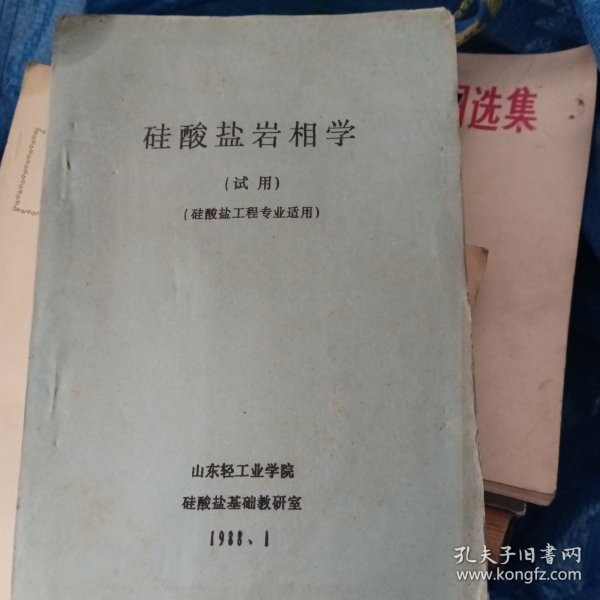 硅酸盐岩相学
(试用)
(硅酸盐工程专业适用)
山东轻工业学院
硅酸盐基础教研室
1988、1
选集
孔夫子旧书网
www.kongfz.com